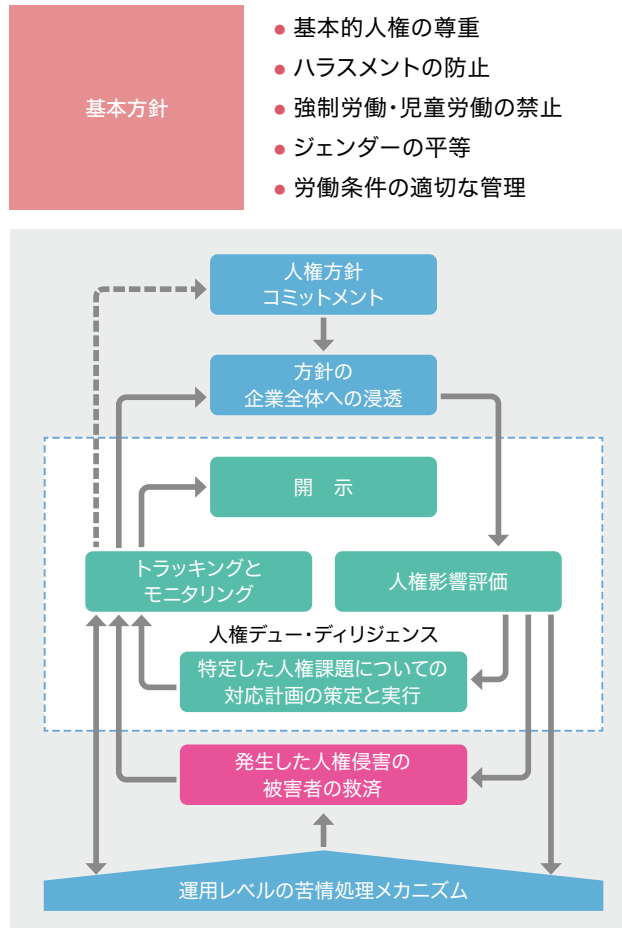 基本方針
● 基本的人権の尊重
● ハラスメントの防止
● 強制労働・児童労働の禁止
● ジェンダーの平等
● 労働条件の適切な管理
人権方針
コミットメント
方針の
企業全体への浸透
開　示
トラッキングと
モニタリング
人権影響評価
人権デュー・ディリジェンス
特定した人権課題についての
対応計画の策定と実行
発生した人権侵害の
被害者の救済
運用レベルの苦情処理メカニズム